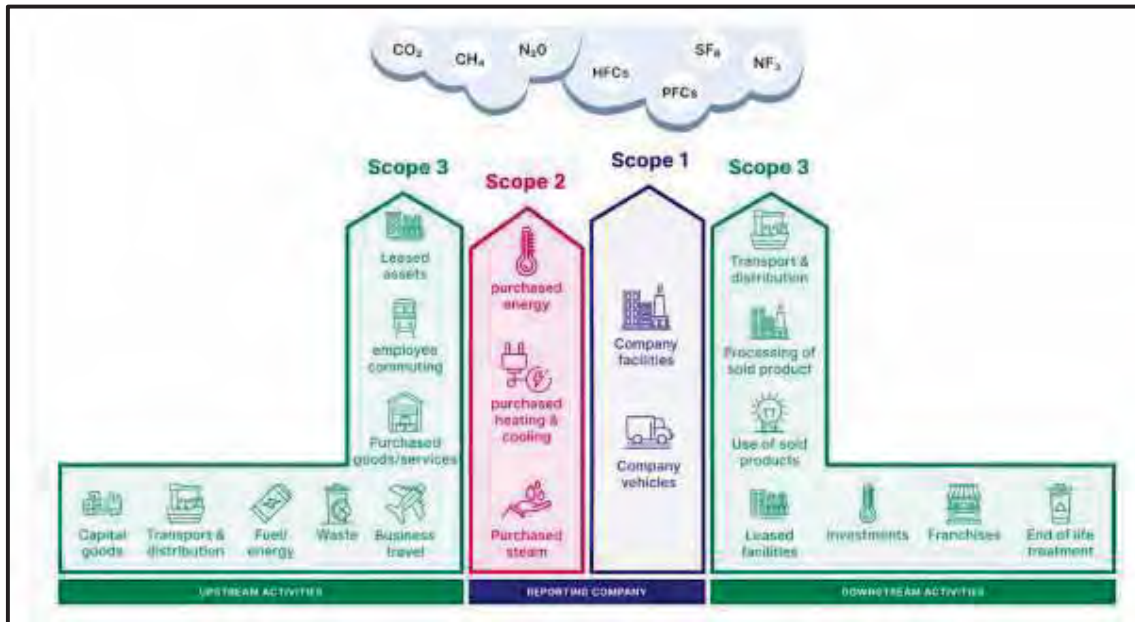 CO₂
CH₄
N₂O
HFCs
SF₆
PFCs
NF₃
Scope 3
Scope 2
Scope 1
Scope 3
Leased
assets
employee
commuting
Purchased
goods/services
Capital
goods
Transport &
distribution
Fuel/
energy
Waste
Business
travel
purchased
energy
purchased
heating &
cooling
Purchased
steam
Company
facilities
Company
vehicles
Transport &
distribution
Processing of
sold product
Use of sold
products
Leased
facilities
Investments
Franchises
End of life
treatment
UPSTREAM ACTIVITIES
REPORTING COMPANY
DOWNSTREAM ACTIVITIES